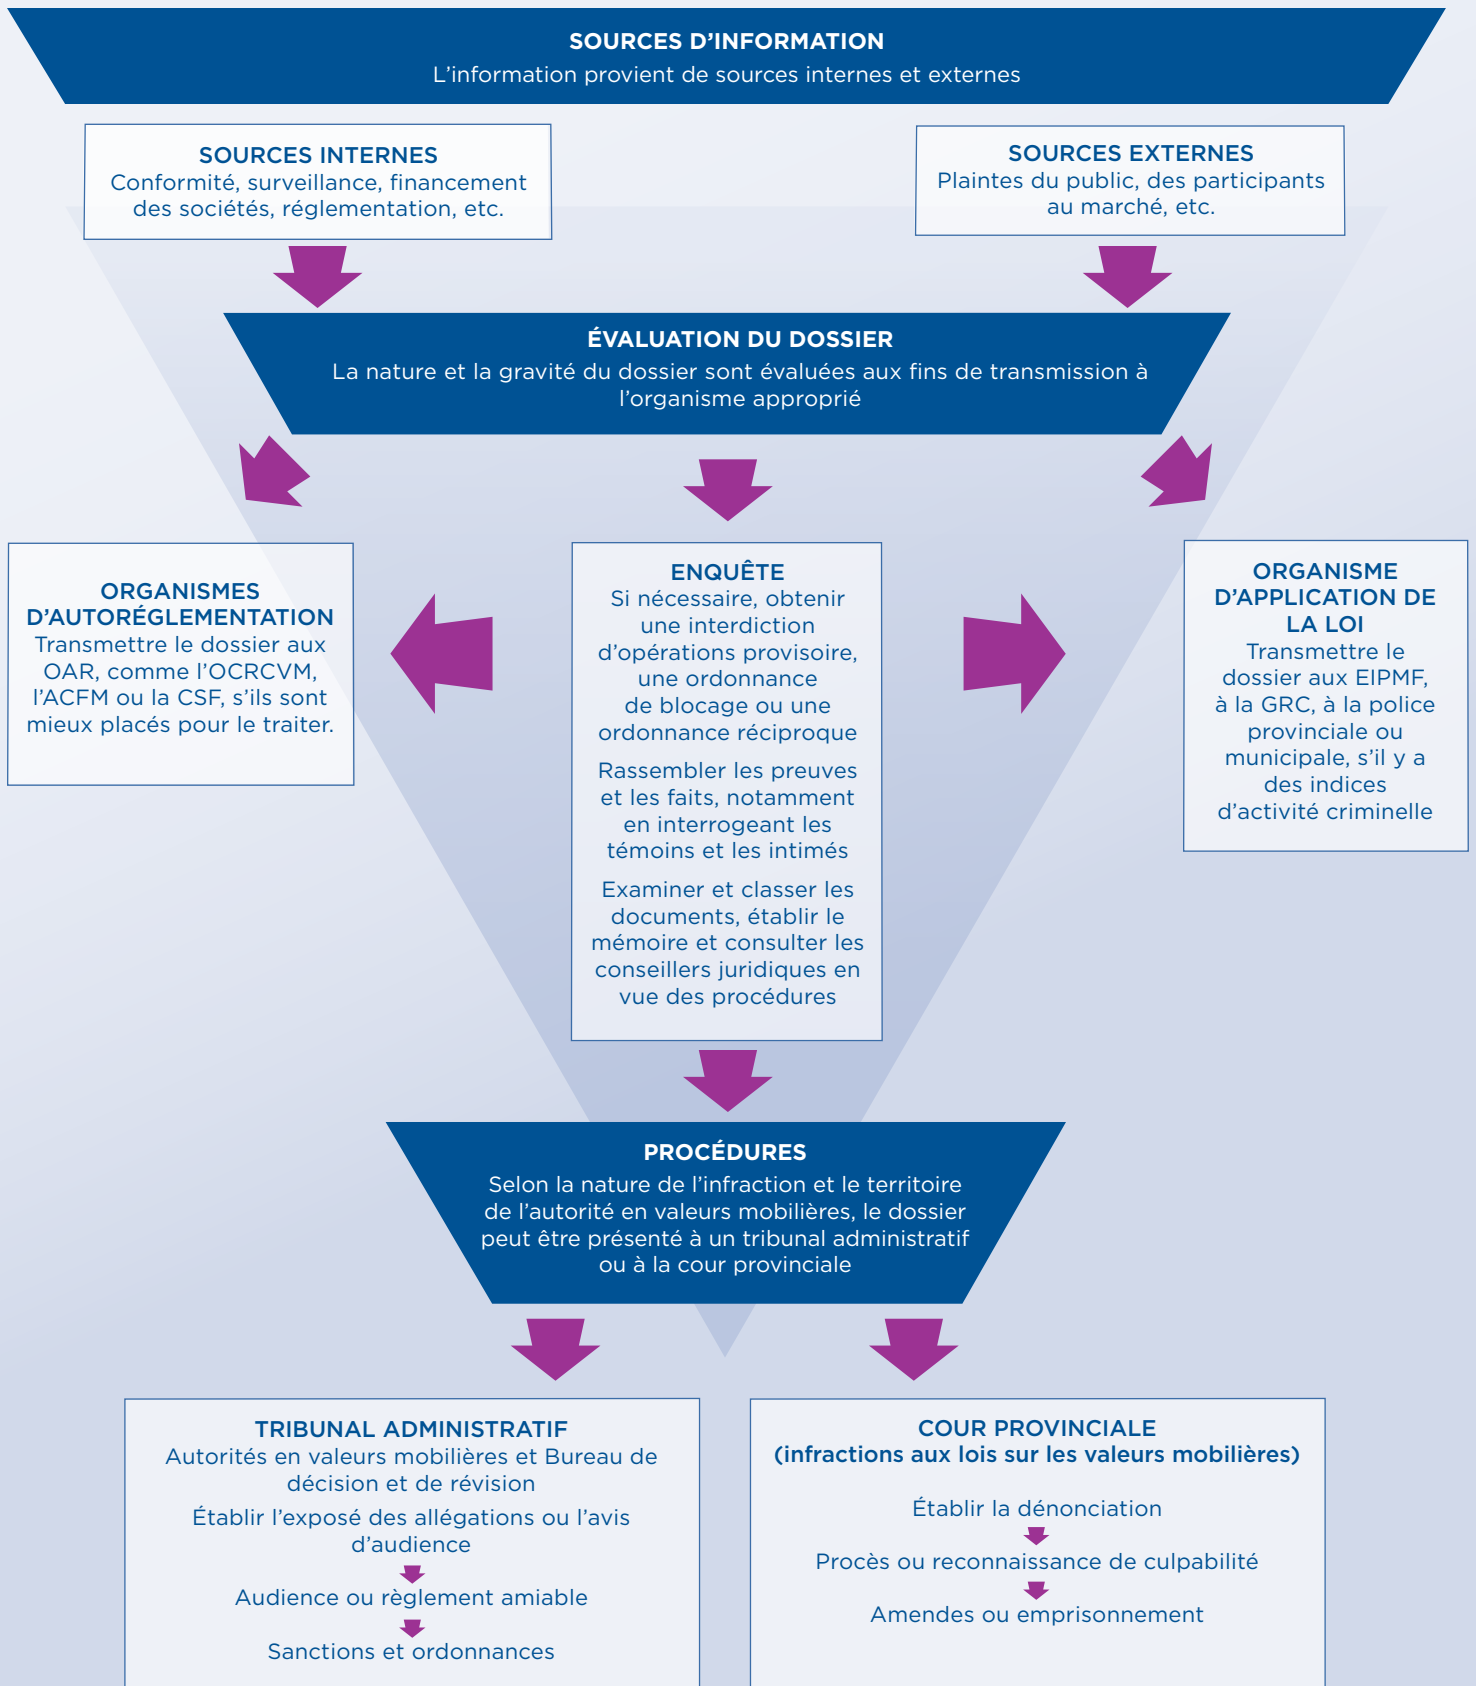 SOURCES D’INFORMATION
L’information provient de sources internes et externes
SOURCES INTERNES
Conformité, surveillance, financement
des sociétés, réglementation, etc.
SOURCES EXTERNES
Plaintes du public, des participants
au marché, etc.
ÉVALUATION DU DOSSIER
La nature et la gravité du dossier sont évaluées aux fins de transmission à
l’organisme approprié
ORGANISMES
D’AUTORÉGLEMENTATION
Transmettre le dossier aux
OAR, comme l’OCRCVM,
l’ACFM ou la CSF, s’ils sont
mieux placés pour le traiter.
ENQUÊTE
Si nécessaire, obtenir
une interdiction
d’opérations provisoire,
une ordonnance
de blocage ou une
ordonnance réciproque
Rassembler les preuves
et les faits, notamment
en interrogeant les
témoins et les intimés
Examiner et classer les
documents, établir le
mémoire et consulter les
conseillers juridiques en
vue des procédures
ORGANISME
D’APPLICATION DE
LA LOI
Transmettre le
dossier aux EIPMF,
à la GRC, à la police
provinciale ou
municipale, s’il y a
des indices
d’activité criminelle
PROCÉDURES
Selon la nature de l’infraction et le territoire
de l’autorité en valeurs mobilières, le dossier
peut être présenté à un tribunal administratif
ou à la cour provinciale
TRIBUNAL ADMINISTRATIF
Autorités en valeurs mobilières et Bureau de
décision et de révision
Établir l’exposé des allégations ou l’avis
d’audience
Audience ou règlement amiable
Sanctions et ordonnances
COUR PROVINCIALE
(infractions aux lois sur les valeurs mobilières)
Établir la dénonciation
Procès ou reconnaissance de culpabilité
Amendes ou emprisonnement